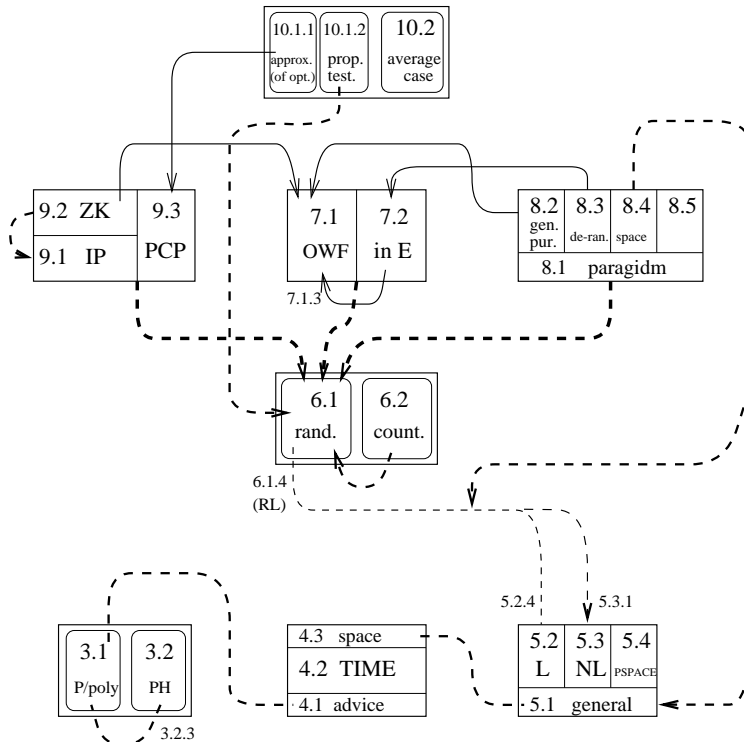 10.1.1
approx.
(of opt.)
10.1.2
prop.
test.
10.2
average
case
9.2 ZK
9.1 IP
9.3
PCP
7.1
OWF
7.2
in E
7.1.3
8.2
gen.
pur.
8.3
de-ran.
8.4
space
8.5
8.1 paragidm
6.1
rand.
6.2
count.
6.1.4
(RL)
5.2.4
5.3.1
3.1
P/poly
3.2
PH
3.2.3
4.3 space
4.2 TIME
4.1 advice
5.2
L
5.3
NL
5.4
PSPACE
5.1 general